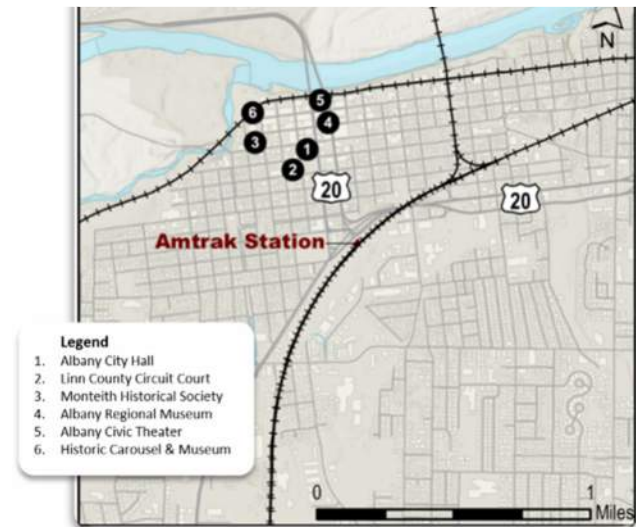 N
6
5
4
3
1
2
20
20
Amtrak Station
Legend
1. Albany City Hall
2. Linn County Circuit Court
3. Monteith Historical Society
4. Albany Regional Museum
5. Albany Civic Theater
6. Historic Carousel & Museum
0
1
Miles